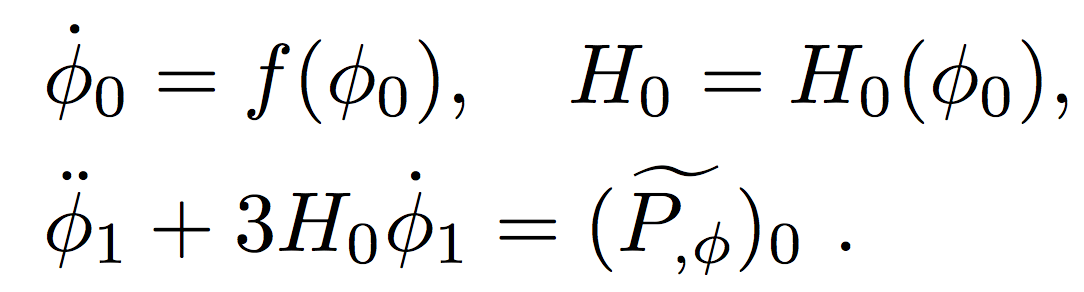 \dot{\phi}_0 = f(\phi_0), \quad H_0 = H_0(\phi_0),
\ddot{\phi}_1 + 3H_0\dot{\phi}_1 = (\widetilde{P_{,\phi}})_0 \ .